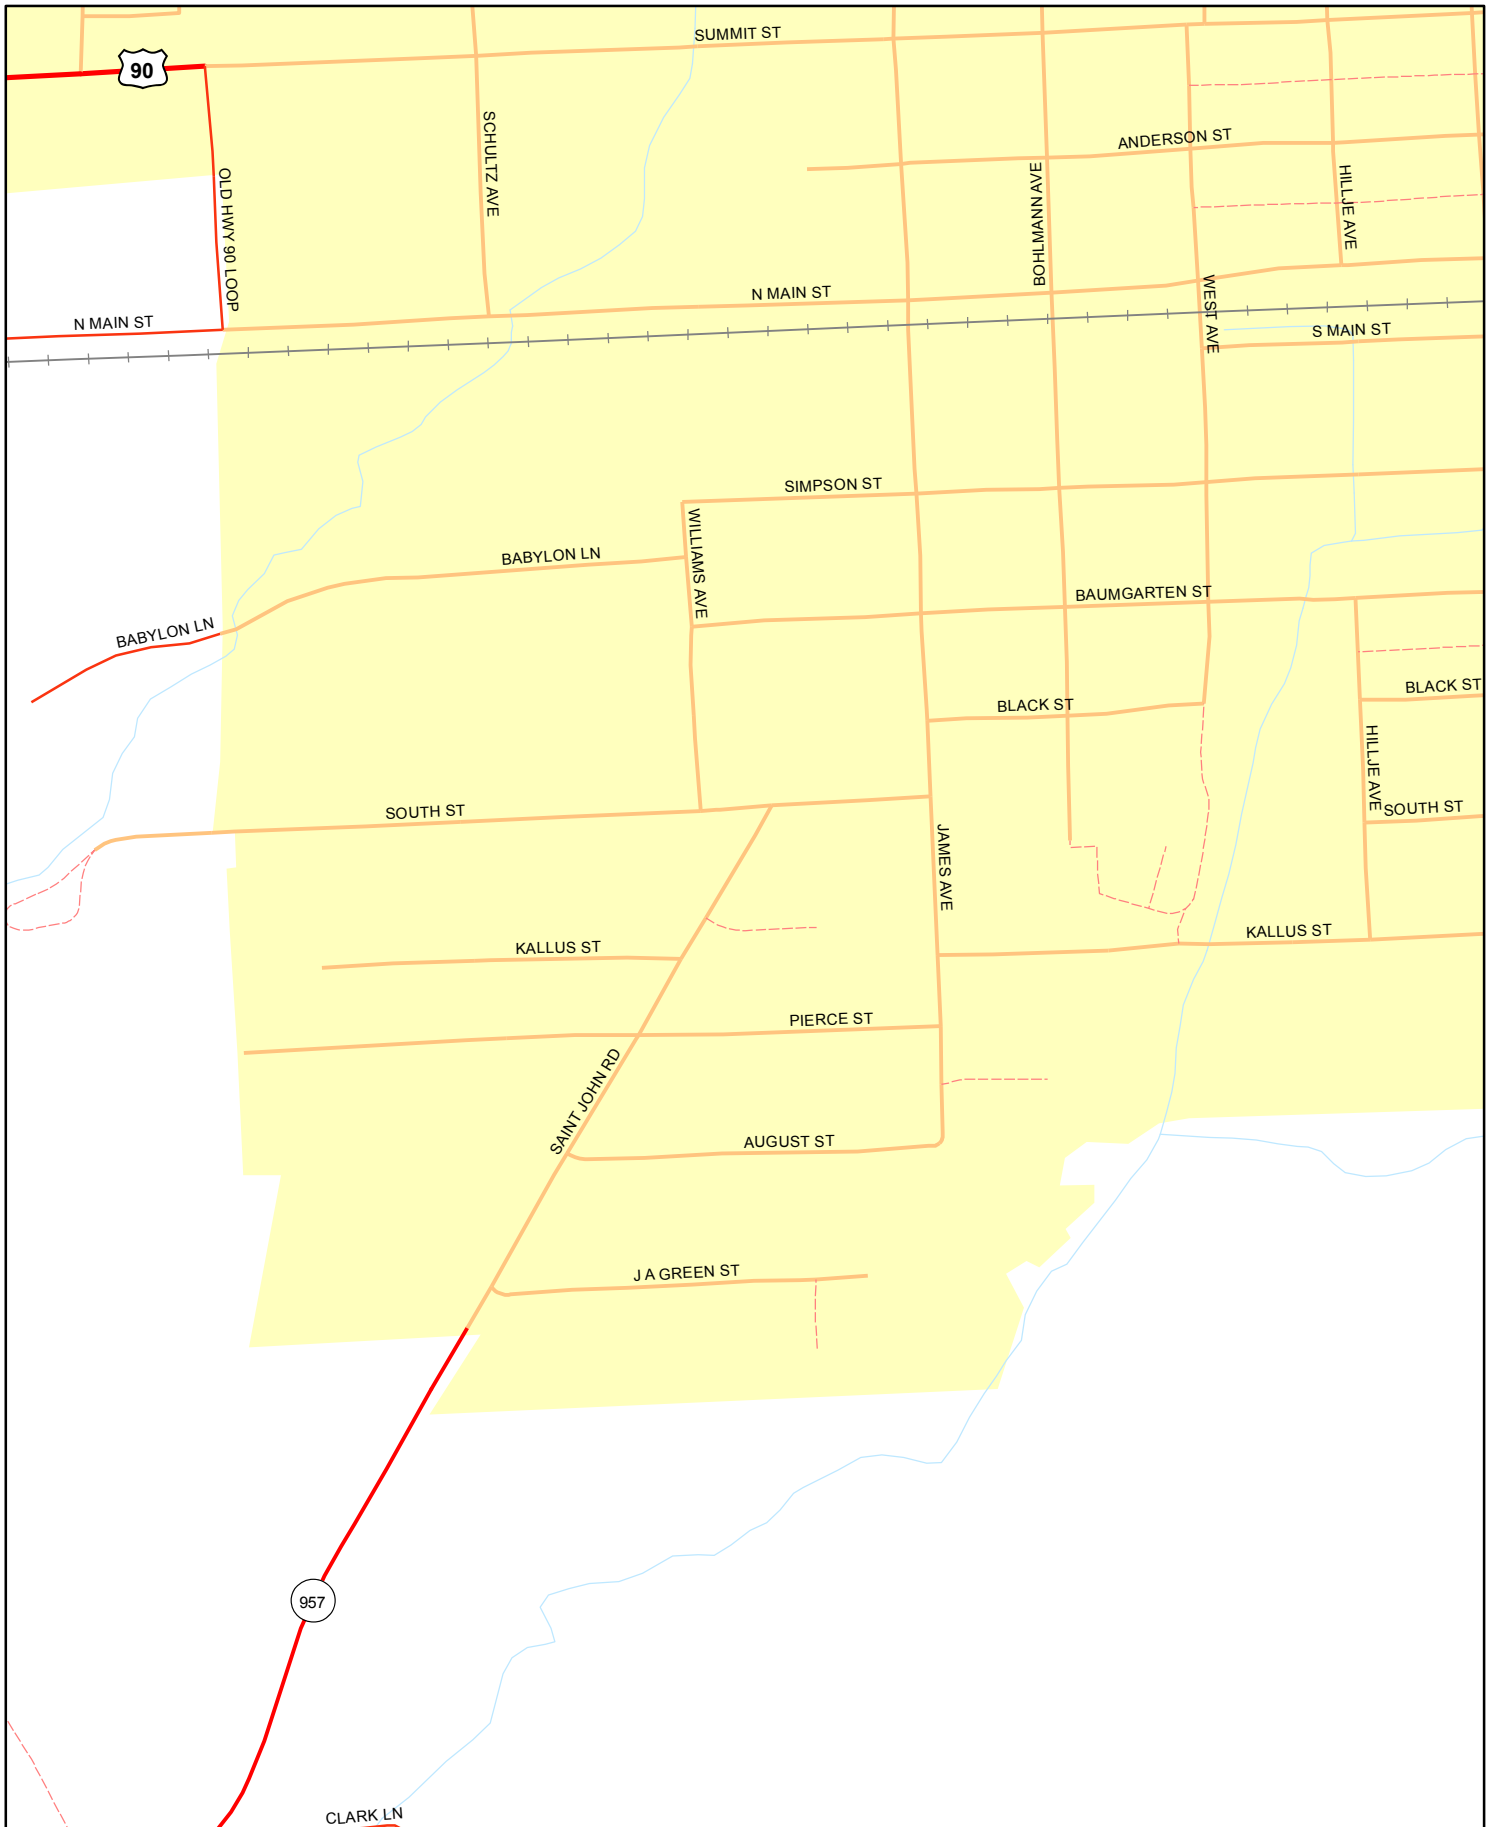 SUMMIT ST
90
SCHULTZ AVE
ANDERSON ST
OLD HWY 90 LOOP
BOHLMANN AVE
HILLJE AVE
N MAIN ST
N MAIN ST
WEST AVE
S MAIN ST
SIMPSON ST
WILLIAMS AVE
BABYLON LN
BAUMGARTEN ST
BABYLON LN
BLACK ST
BLACK ST
HILLJE AVE
SOUTH ST
SOUTH ST
JAMES AVE
KALLUS ST
KALLUS ST
PIERCE ST
SAINT JOHN RD
AUGUST ST
J A GREEN ST
957
CLARK LN